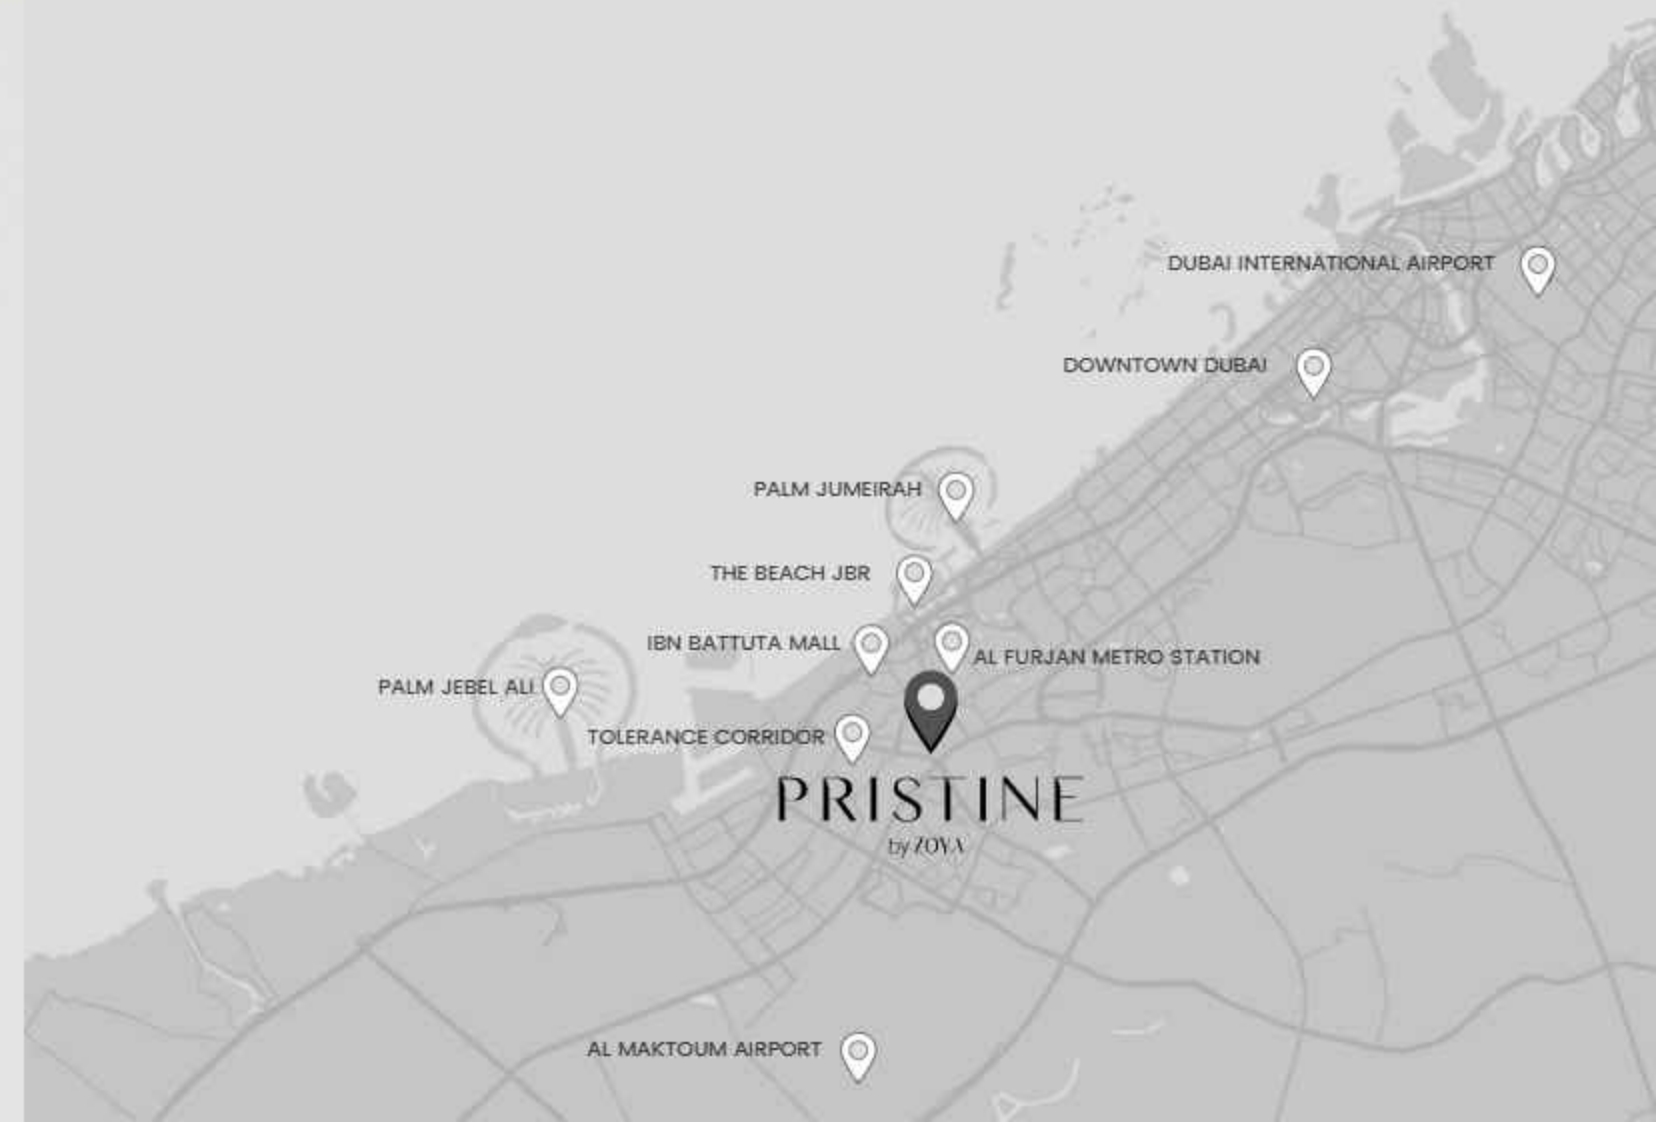 DUBAI INTERNATIONAL AIRPORT
DOWNTOWN DUBAI
PALM JUMEIRAH
THE BEACH JBR
IBN BATTUTA MALL
AL FURJAN METRO STATION
PALM JEBEL ALI
TOLERANCE CORRIDOR
PRISTINE
by ZOYA
AL MAKTOUM AIRPORT